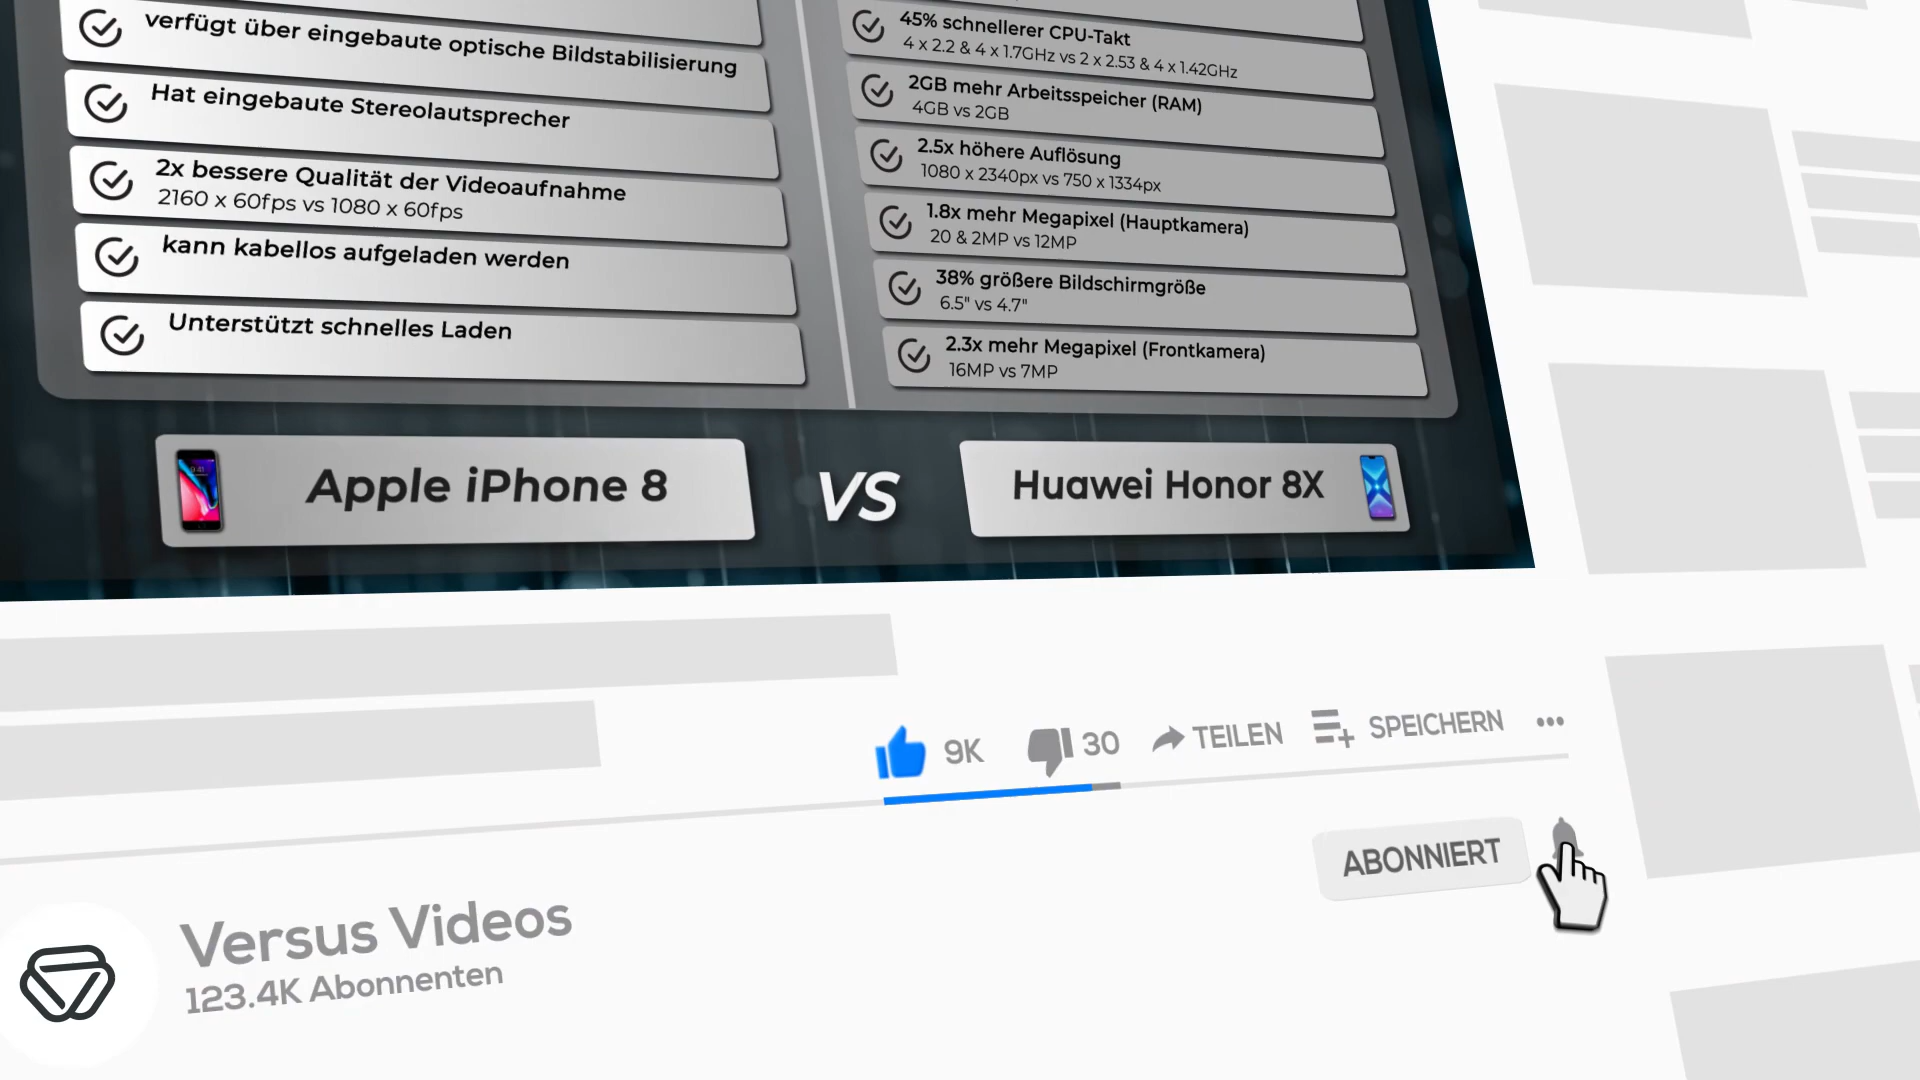 verfügt über eingebaute optische Bildstabilisierung
Hat eingebaute Stereolautsprecher
2x bessere Qualität der Videoaufnahme
2160 x 60fps vs 1080 x 60fps
kann kabellos aufgeladen werden
Unterstützt schnelles Laden
45% schnellerer CPU-Takt
4 x 2.2 & 4 x 1.7GHz vs 2 x 2.53 & 4 x 1.42GHz
2GB mehr Arbeitsspeicher (RAM)
4GB vs 2GB
2.5x höhere Auflösung
1080 x 2340px vs 750 x 1334px
1.8x mehr Megapixel (Hauptkamera)
20 & 2MP vs 12MP
38% größere Bildschirmgröße
6.5" vs 4.7"
2.3x mehr Megapixel (Frontkamera)
16MP vs 7MP
9:41
Apple iPhone 8
VS
Huawei Honor 8X
9K
30
TEILEN
SPEICHERN
ABONNIERT
Versus Videos
123.4K Abonnenten